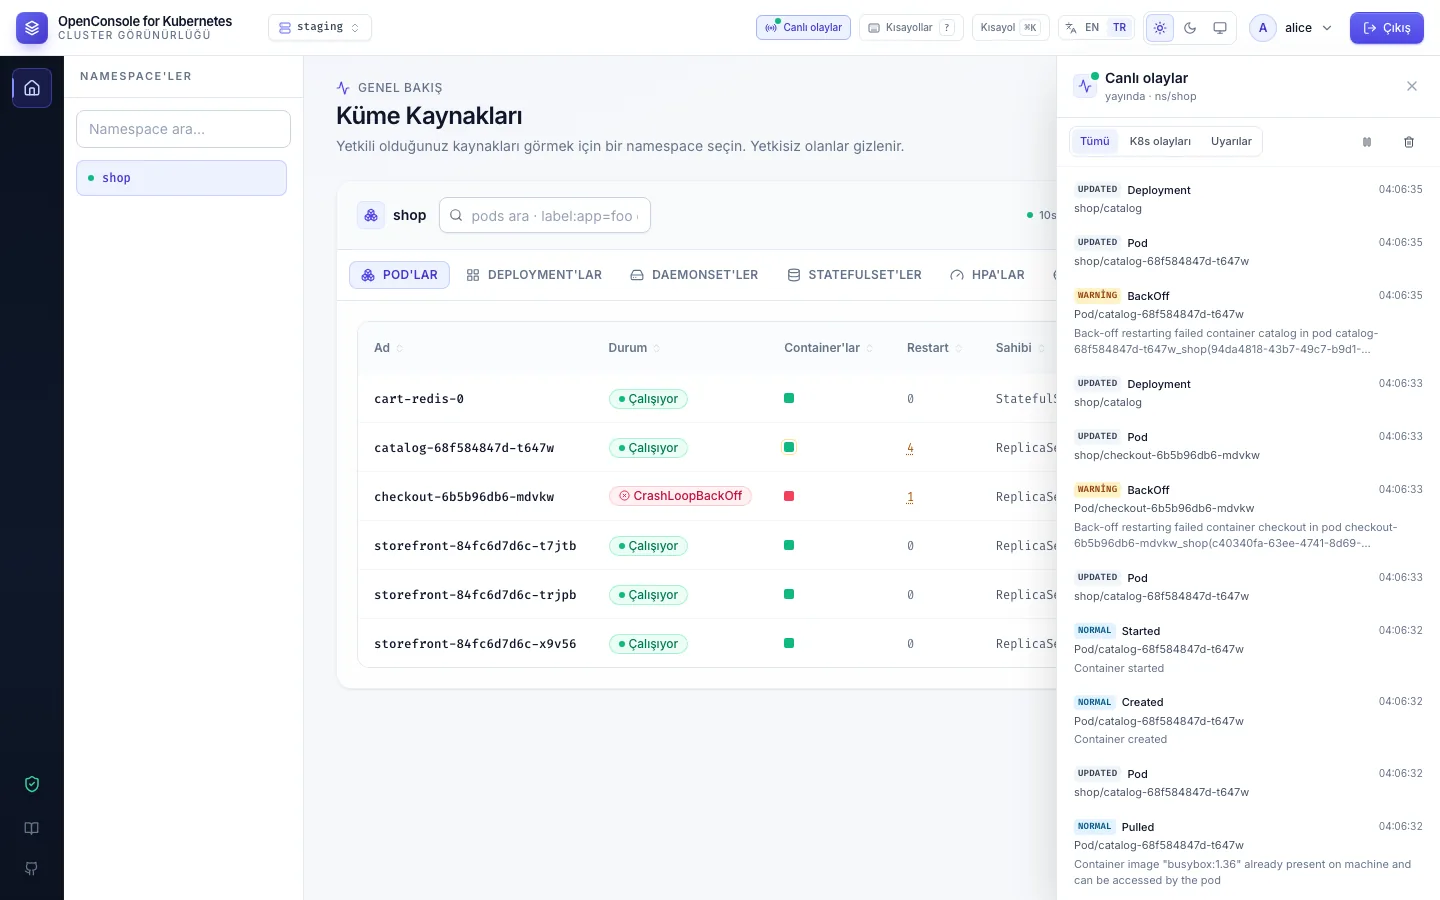 OpenConsole for Kubernetes
CLUSTER GÖRÜNÜRLÜĞÜ
staging
Canlı olaylar
Kısayollar ?
Kısayol ⌘K
EN TR
A alice
Çıkış
NAMESPACE'LER
Namespace ara...
shop
GENEL BAKIŞ
Küme Kaynakları
Yetkili olduğunuz kaynakları görmek için bir namespace seçin. Yetkisiz olanlar gizlenir.
shop
pods ara · label:app=foo
10s
POD'LAR DEPLOYMENT'LAR DAEMONSET'LER STATEFULSET'LER HPA'LAR
Ad Durum Container'lar Restart Sahibi
cart-redis-0 Çalışıyor 0 StatefulS
catalog-68f584847d-t647w Çalışıyor 4 ReplicaSe
checkout-6b5b96db6-mdvkw CrashLoopBackOff 1 ReplicaSe
storefront-84fc6d7d6c-t7jtb Çalışıyor 0 ReplicaSe
storefront-84fc6d7d6c-trjpb Çalışıyor 0 ReplicaSe
storefront-84fc6d7d6c-x9v56 Çalışıyor 0 ReplicaSe
Canlı olaylar
yayında · ns/shop
Tümü K8s olayları Uyarılar
UPDATED Deployment 04:06:35
shop/catalog
UPDATED Pod 04:06:35
shop/catalog-68f584847d-t647w
WARNİNG BackOff 04:06:35
Pod/catalog-68f584847d-t647w
Back-off restarting failed container catalog in pod catalog-
68f584847d-t647w_shop(94da4818-43b7-49c7-b9d1-...
UPDATED Deployment 04:06:33
shop/catalog
UPDATED Pod 04:06:33
shop/checkout-6b5b96db6-mdvkw
WARNİNG BackOff 04:06:33
Pod/checkout-6b5b96db6-mdvkw
Back-off restarting failed container checkout in pod checkout-
6b5b96db6-mdvkw_shop(c40340fa-63ee-4741-8d69-...
UPDATED Pod 04:06:33
shop/catalog-68f584847d-t647w
NORMAL Started 04:06:32
Pod/catalog-68f584847d-t647w
Container started
NORMAL Created 04:06:32
Pod/catalog-68f584847d-t647w
Container created
UPDATED Pod 04:06:32
shop/catalog-68f584847d-t647w
NORMAL Pulled 04:06:32
Pod/catalog-68f584847d-t647w
Container image "busybox:1.36" already present on machine and
can be accessed by the pod